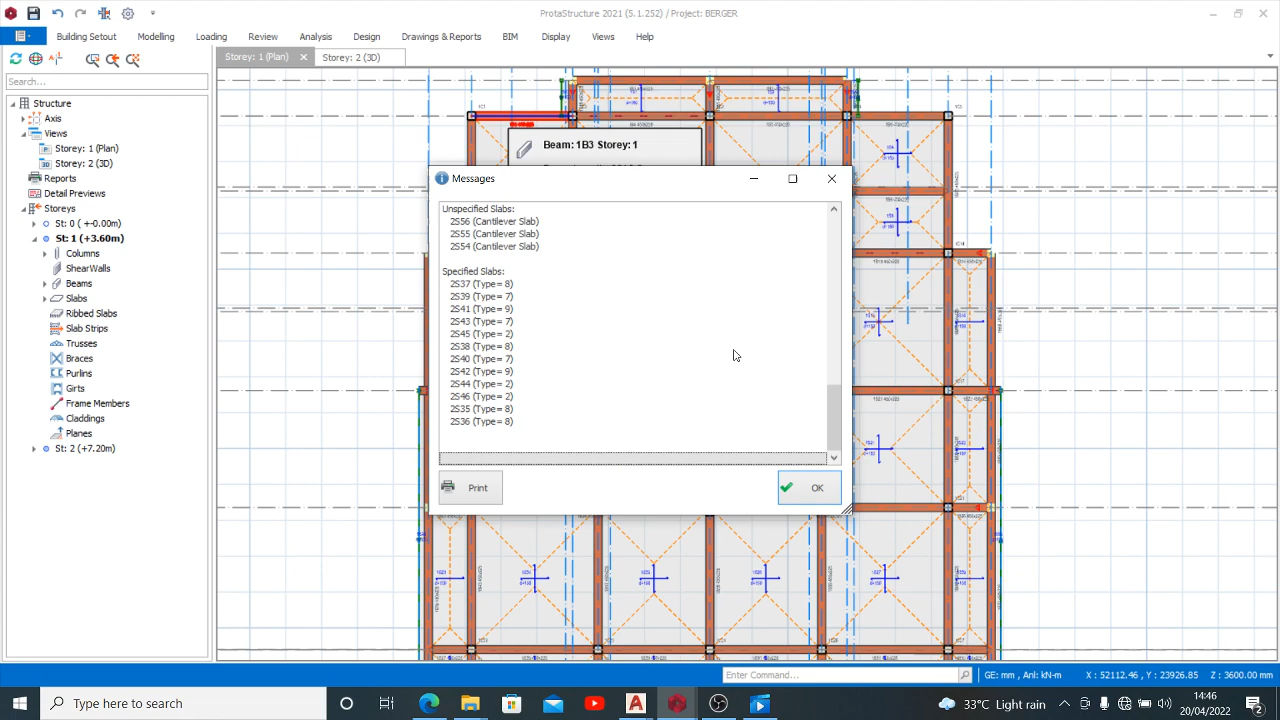 ProtaStructure 2021 (5.1.252) / Project: BERGER
Building Setout Modelling Loading Review Analysis Design Drawings & Reports BIM Display Views Help
Storey: 1 (Plan)
Storey: 2 (3D)
Search...
Structure
Axis
Views
Storey: 1 (Plan)
Storey: 2 (3D)
Reports
Detail Previews
Storeys
St: 0 ( +-0.00m)
St: 1 (+3.60m)
Columns
ShearWalls
Beams
Slabs
Ribbed Slabs
Slab Strips
Trusses
Braces
Purlins
Girts
Frame Members
Claddings
Planes
St: 2 (+7.20m)
Beam: 1B3 Storey: 1
Messages
Unspecified Slabs:
2S56 (Cantilever Slab)
2S55 (Cantilever Slab)
2S54 (Cantilever Slab)
Specified Slabs:
2S37 (Type= 8)
2S39 (Type= 7)
2S41 (Type= 9)
2S43 (Type= 7)
2S45 (Type= 2)
2S38 (Type= 8)
2S40 (Type= 7)
2S42 (Type= 9)
2S44 (Type= 2)
2S46 (Type= 2)
2S35 (Type= 8)
2S36 (Type= 8)
Print
OK
Enter Command...
GE: mm , Anl: kN-m
X : 52112.46 , Y : 23926.85
Z : 3600.00 mm
Type here to search
33°C Light rain
14:46
20/04/2022
2